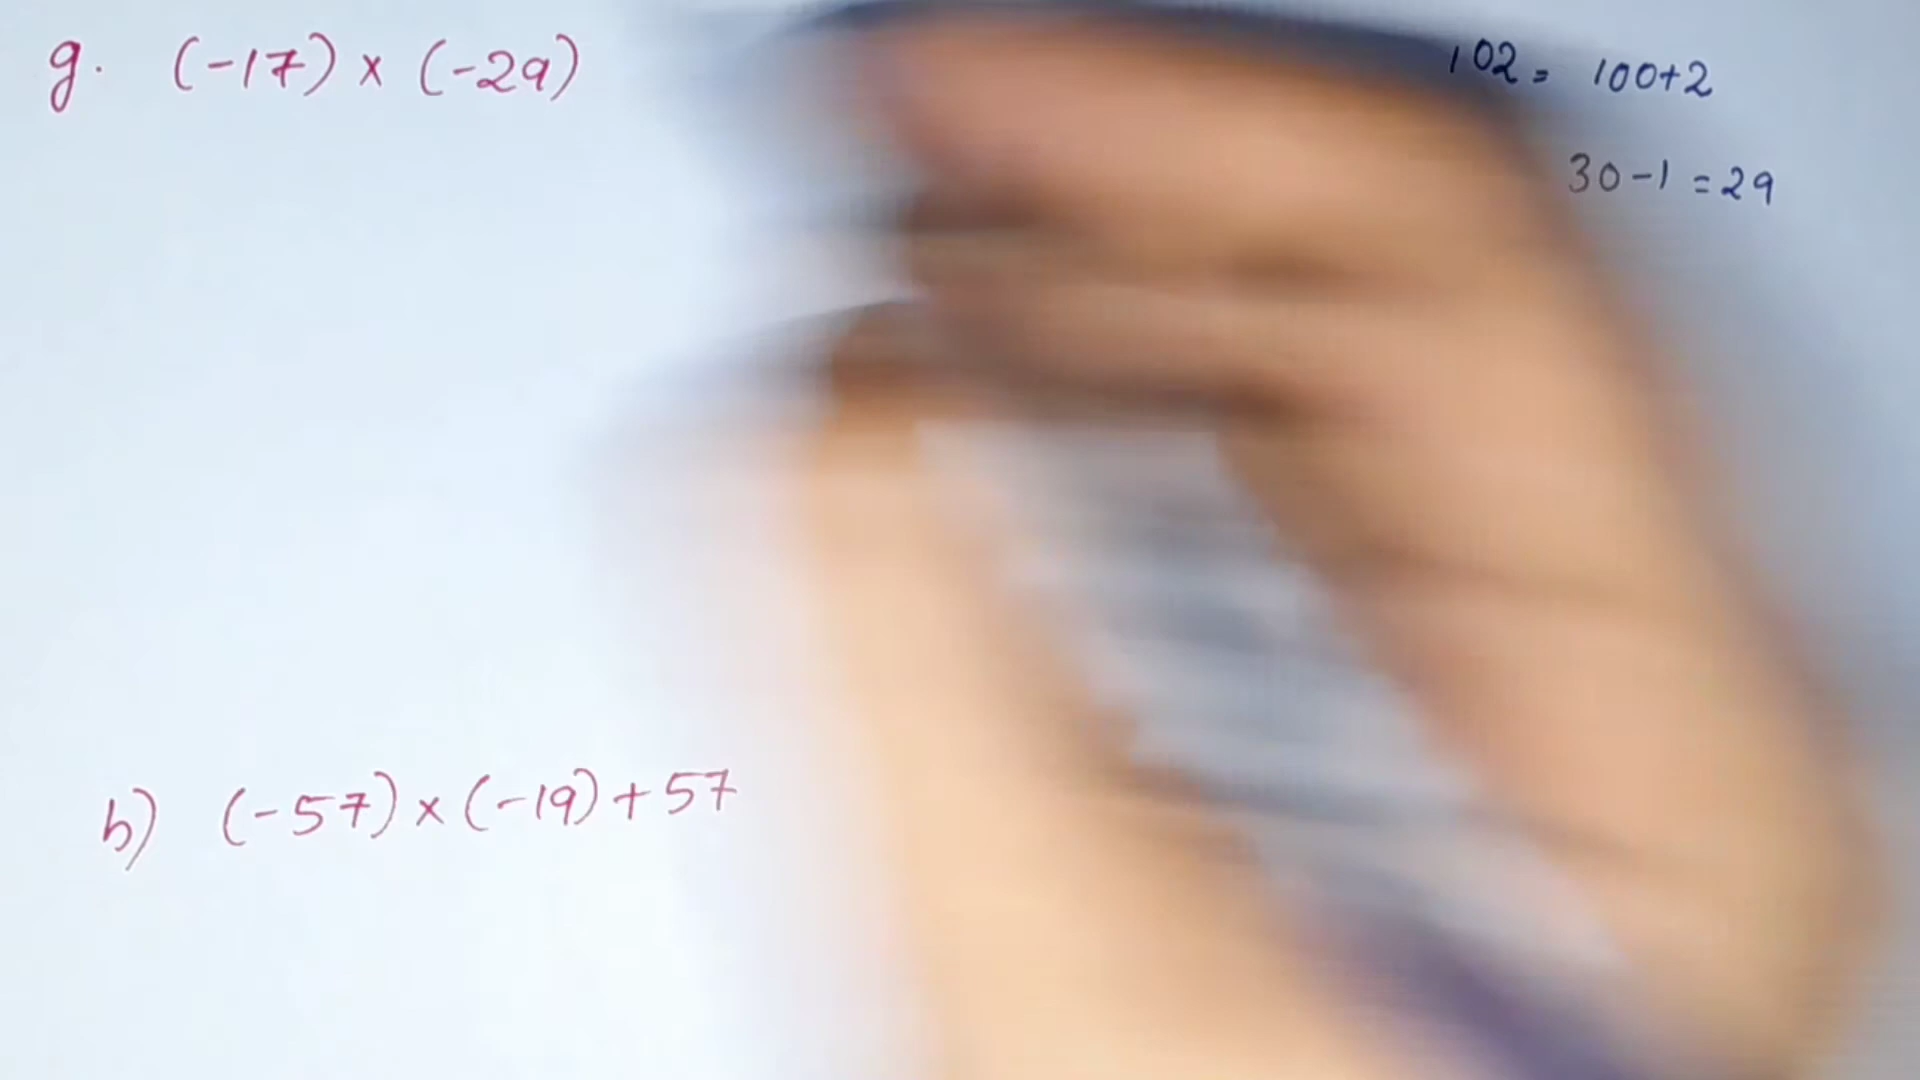 g. (-17) × (-29)
102 = 100+2
30-1 = 29
h) (-57) × (-19) + 57